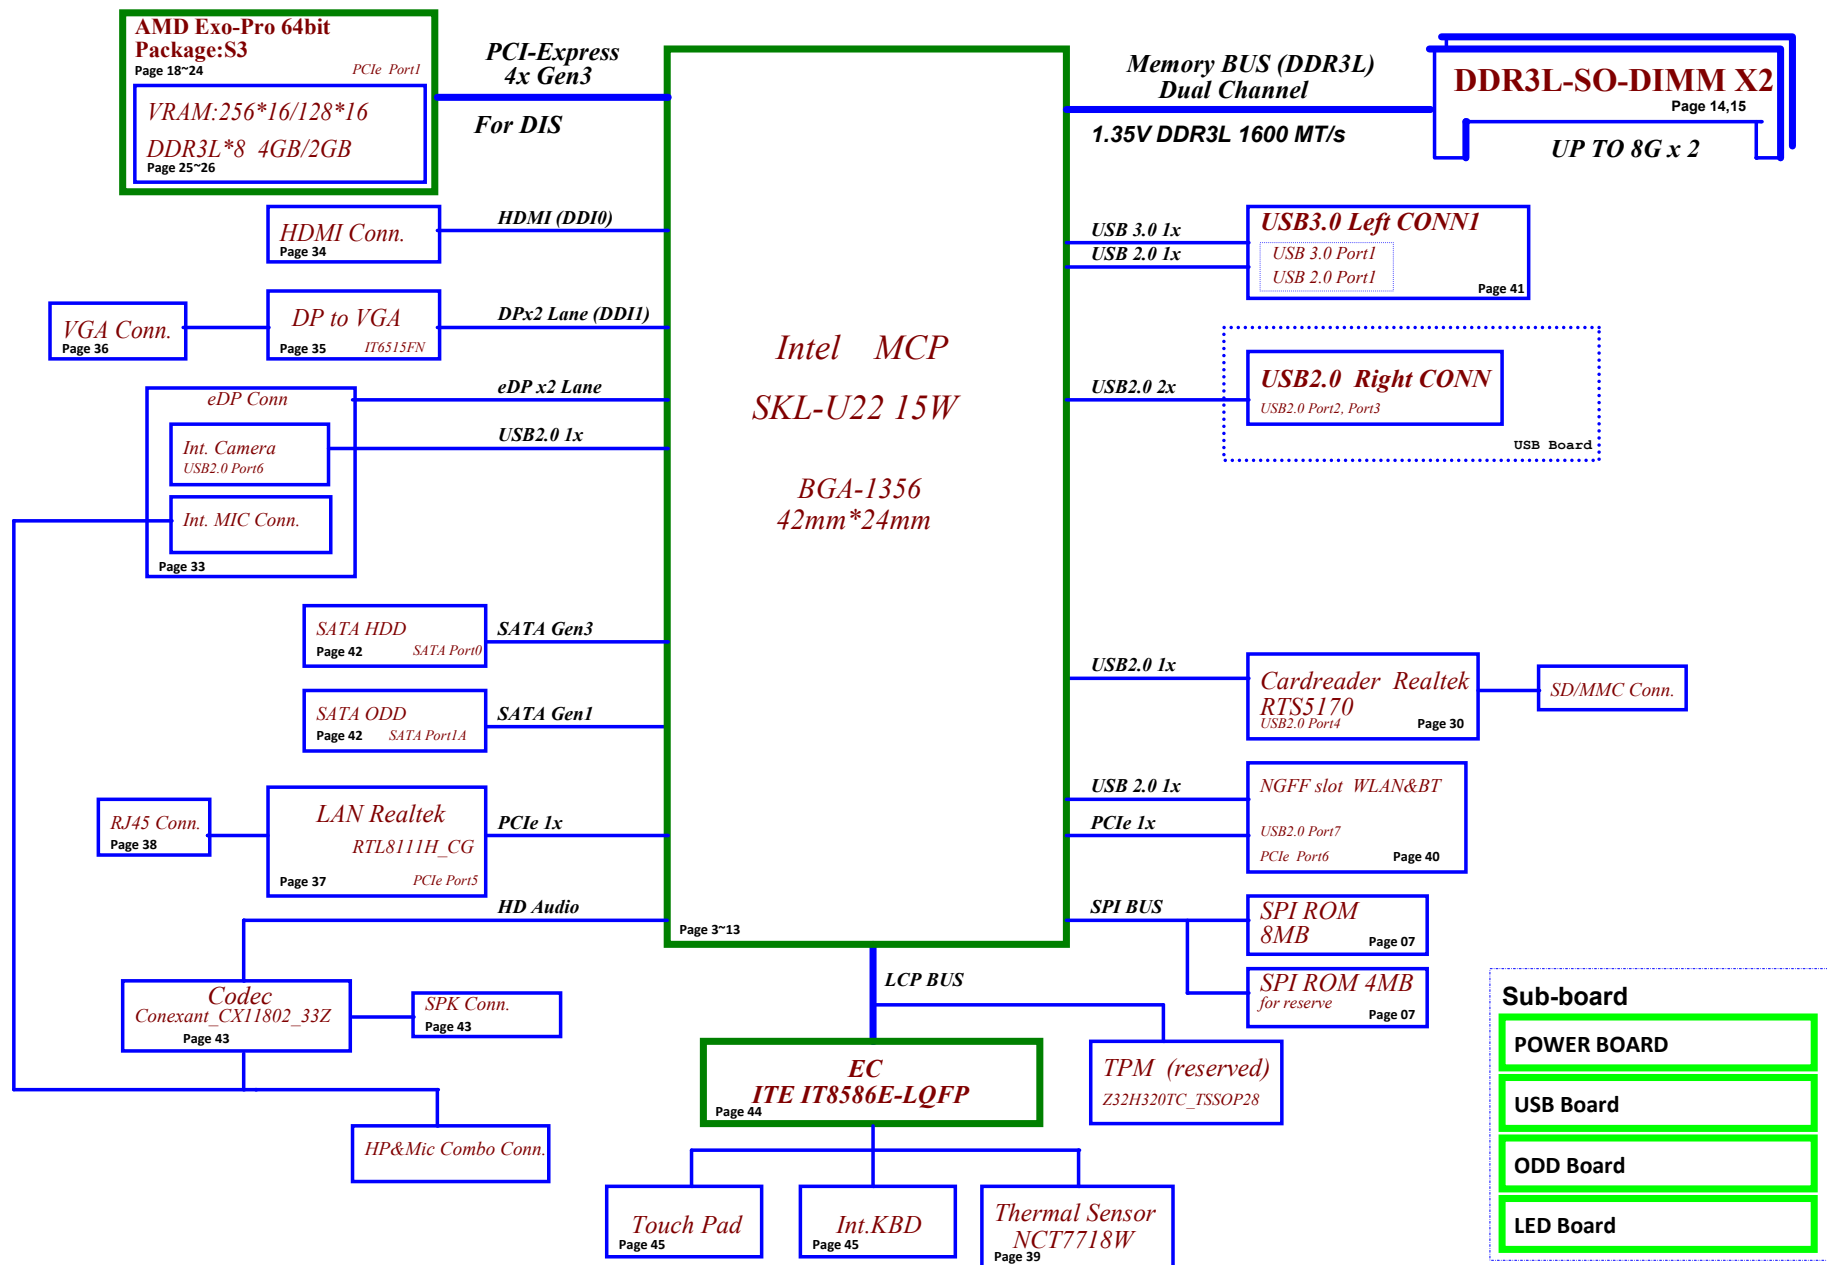 AMD Exo-Pro 64bit
Package:S3
Page 18~24
PCIe Port1
VRAM:256*16/128*16
DDR3L*8 4GB/2GB
Page 25~26
PCI-Express
4x Gen3
For DIS
Memory BUS (DDR3L)
Dual Channel
1.35V DDR3L 1600 MT/s
DDR3L-SO-DIMM X2
Page 14,15
UP TO 8G x 2
HDMI Conn.
Page 34
HDMI (DDI0)
USB 3.0 1x
USB 2.0 1x
USB3.0 Left CONN1
USB 3.0 Port1
USB 2.0 Port1
Page 41
VGA Conn.
Page 36
DP to VGA
Page 35
IT6515FN
DPx2 Lane (DDI1)
Intel MCP
SKL-U22 15W
BGA-1356
42mm*24mm
Page 3~13
USB2.0 2x
USB2.0 Right CONN
USB2.0 Port2, Port3
USB Board
eDP Conn
eDP x2 Lane
Int. Camera
USB2.0 Port6
USB2.0 1x
Int. MIC Conn.
Page 33
SATA HDD
Page 42
SATA Port0
SATA Gen3
SATA ODD
Page 42
SATA Port1A
SATA Gen1
USB2.0 1x
Cardreader Realtek
RTS5170
USB2.0 Port4
Page 30
SD/MMC Conn.
RJ45 Conn.
Page 38
LAN Realtek
RTL8111H_CG
Page 37
PCIe Port5
PCIe 1x
USB 2.0 1x
PCIe 1x
NGFF slot WLAN&BT
USB2.0 Port7
PCIe Port6
Page 40
HD Audio
SPI BUS
SPI ROM
8MB
Page 07
SPI ROM 4MB
for reserve
Page 07
LCP BUS
Codec
Conexant_CX11802_33Z
Page 43
SPK Conn.
Page 43
HP&Mic Combo Conn.
EC
ITE IT8586E-LQFP
Page 44
TPM (reserved)
Z32H320TC_TSSOP28
Touch Pad
Page 45
Int.KBD
Page 45
Thermal Sensor
NCT7718W
Page 39
Sub-board
POWER BOARD
USB Board
ODD Board
LED Board